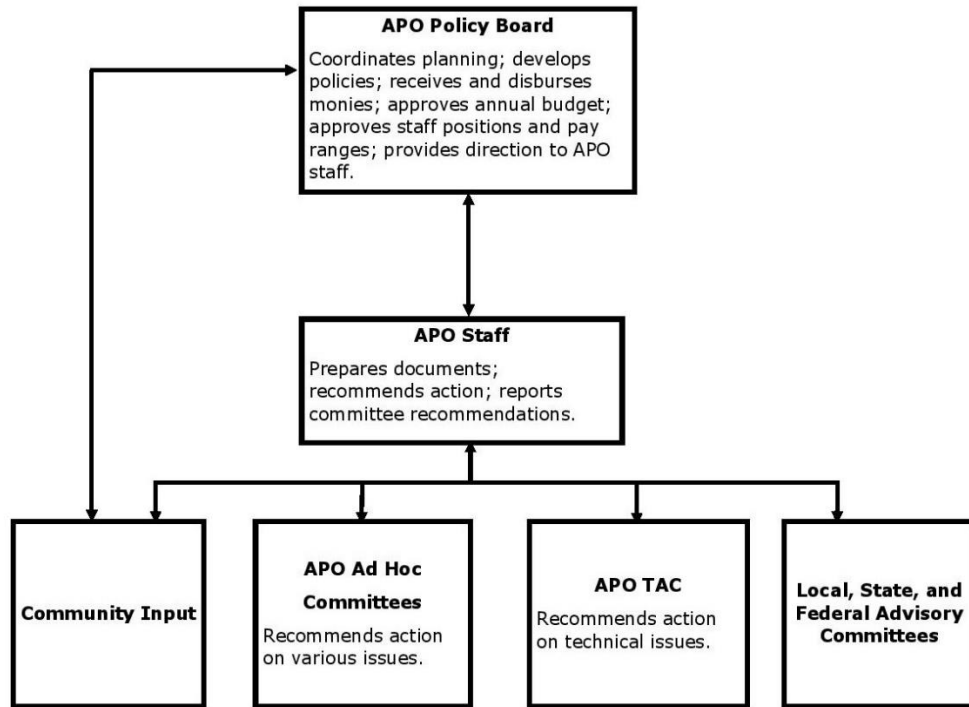 APO Policy Board
Coordinates planning; develops
policies; receives and disburses
monies; approves annual budget;
approves staff positions and pay
ranges; provides direction to APO
staff.
APO Staff
Prepares documents;
recommends action; reports
committee recommendations.
Community Input
APO Ad Hoc
Committees
Recommends action
on various issues.
APO TAC
Recommends action
on technical issues.
Local, State, and
Federal Advisory
Committees